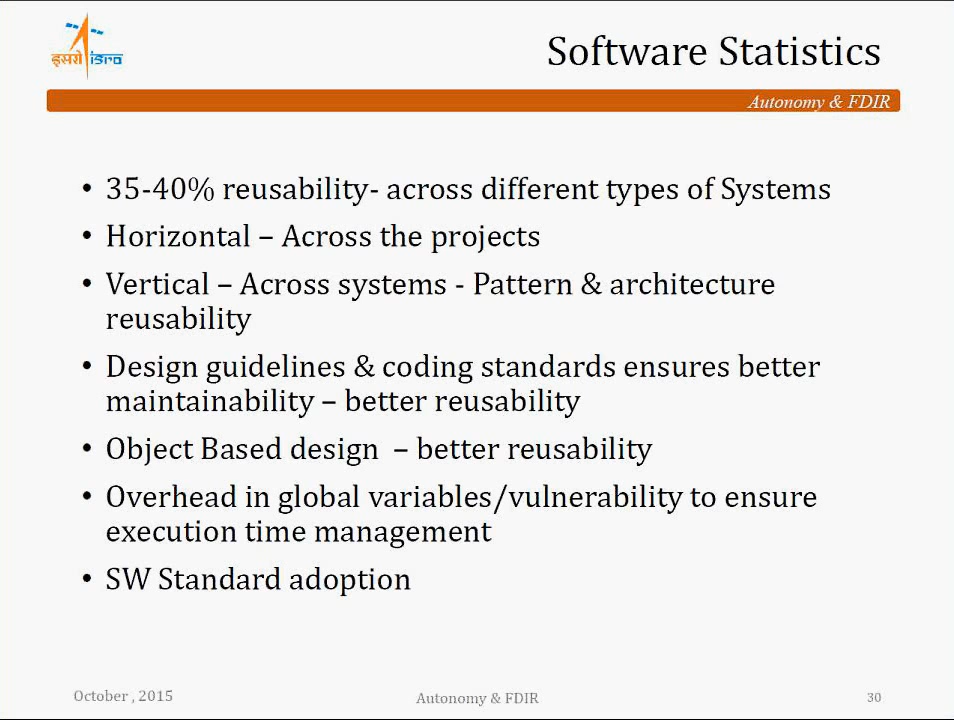 इसरो isro
Software Statistics
Autonomy & FDIR
• 35-40% reusability- across different types of Systems
• Horizontal – Across the projects
• Vertical – Across systems - Pattern & architecture
reusability
• Design guidelines & coding standards ensures better
maintainability – better reusability
• Object Based design  – better reusability
• Overhead in global variables/vulnerability to ensure
execution time management
• SW Standard adoption
October , 2015
Autonomy & FDIR
30